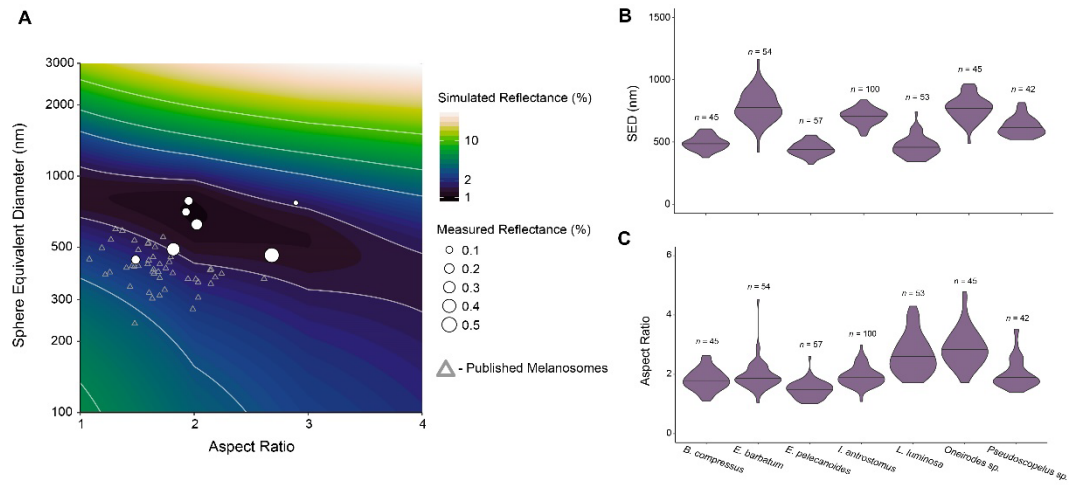 A
Sphere Equivalent Diameter (nm)
3000
2000
1000
500
300
200
100
1
2
3
4
Aspect Ratio
Simulated Reflectance (%)
10
2
1
Measured Reflectance (%)
0.1
0.2
0.3
0.4
0.5
- Published Melanosomes
B
SED (nm)
1500
1000
500
0
n = 45
n = 54
n = 57
n = 100
n = 53
n = 45
n = 42
C
Aspect Ratio
6
4
2
0
n = 45
n = 54
n = 57
n = 100
n = 53
n = 45
n = 42
B. compressus
E. barbatum
E. pelecanoides
I. antrostomus
L. luminosa
Oneirodes sp.
Pseudoscopelus sp.